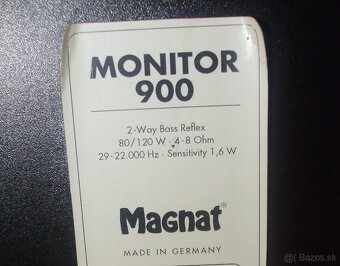 MONITOR
900
2-Way Bass Reflex
80/120 W · 4-8 Ohm
29-22.000 Hz · Sensitivity 1,6 W
Magnat®
MADE IN GERMANY
Bazos.sk